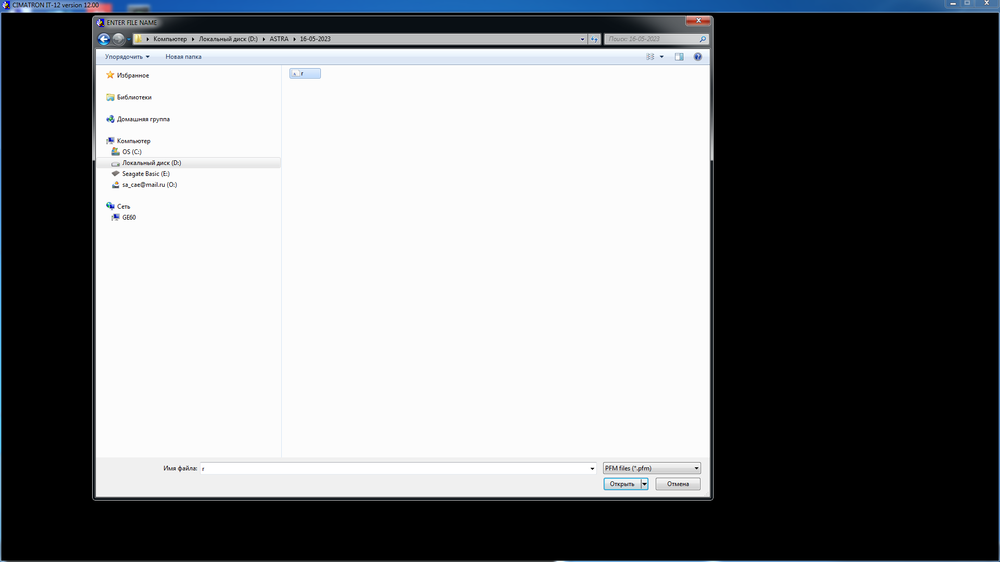 CIMATRON IT-12 version 12.00
ENTER FILE NAME
Компьютер Локальный диск (D:) ASTRA 16-05-2023
Поиск: 16-05-2023
Упорядочить Новая папка
Избранное
r
Библиотеки
Домашняя группа
Компьютер
OS (C:)
Локальный диск (D:)
Seagate Basic (E:)
sa_cae@mail.ru (O:)
Сеть
GE60
Имя файла: r
PFM files (*.pfm)
Открыть Отмена